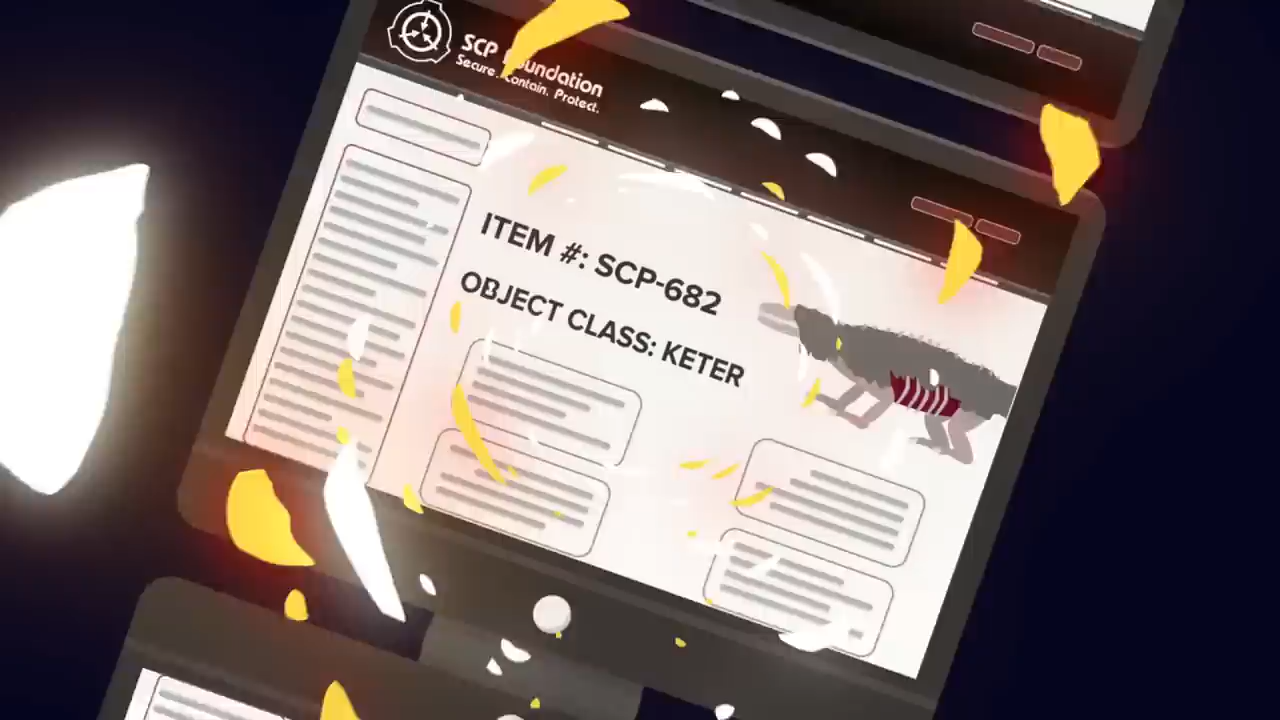 SCP Foundation
Secure. Contain. Protect.
ITEM #: SCP-682
OBJECT CLASS: KETER